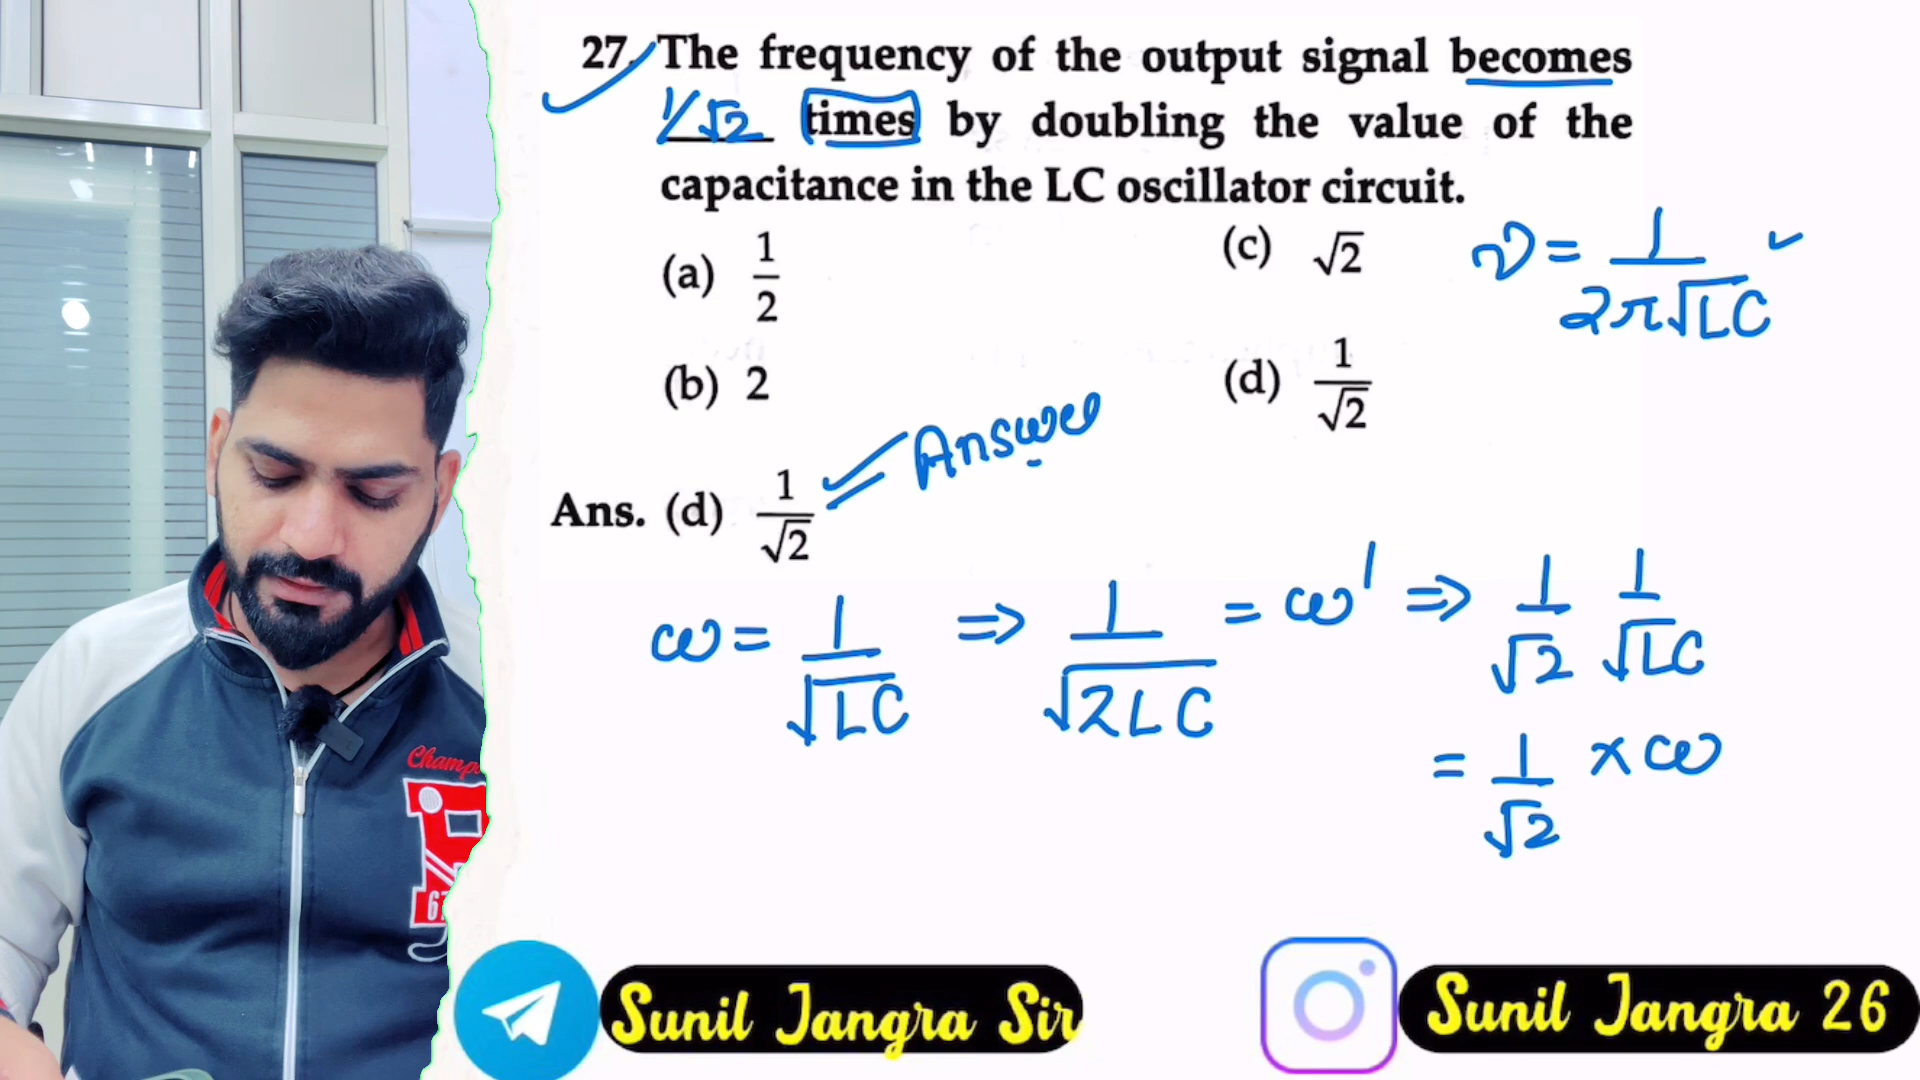 27. The frequency of the output signal becomes
1/√2 times by doubling the value of the
capacitance in the LC oscillator circuit.
(a) 1/2
(c) √2
ν = 1/2π√LC
(b) 2
(d) 1/√2
Answer
Ans. (d) 1/√2
ω = 1/√LC ⇒ 1/√2LC = ω' ⇒ 1/√2 1/√LC
= 1/√2 × ω
Champ
67
Sunil Jangra Sir
Sunil Jangra 26